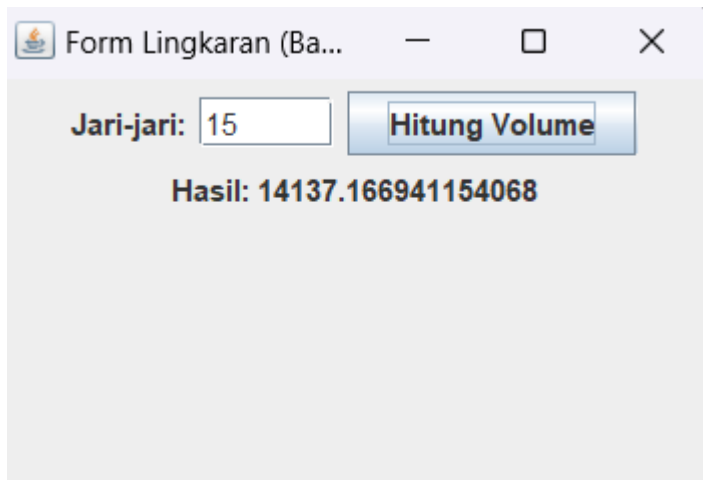 Form Lingkaran (Ba...
Jari-jari: 15 Hitung Volume
Hasil: 14137.166941154068